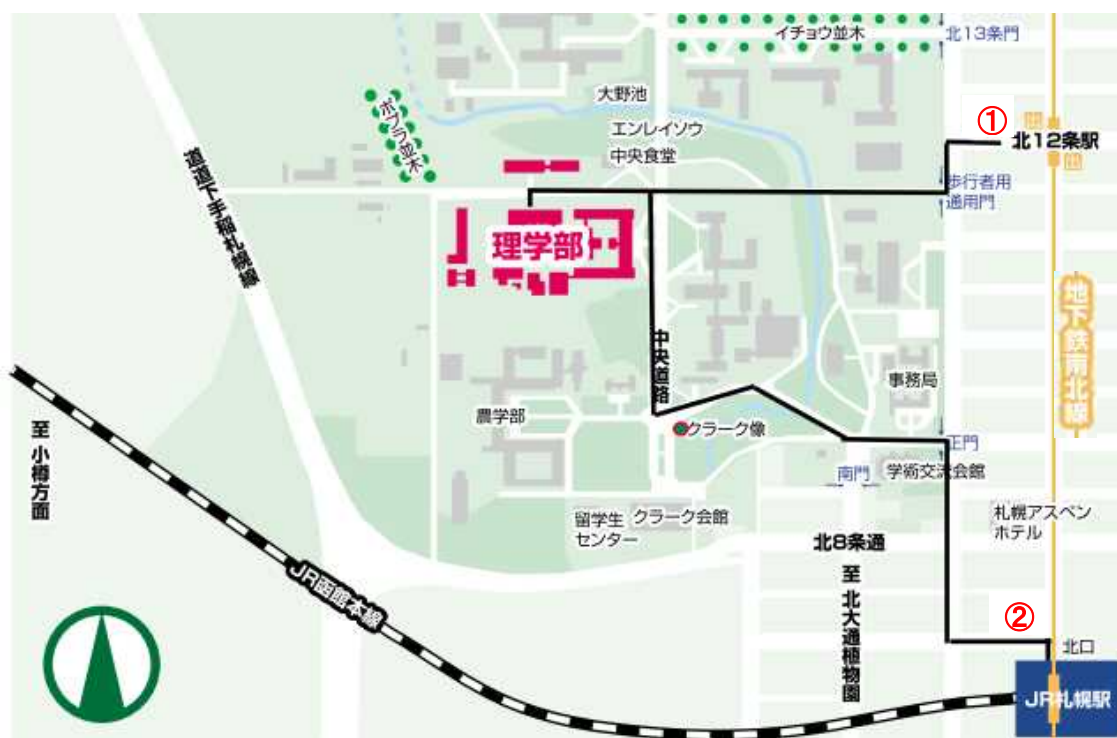 イチョウ並木
北13条門
大野池
ポプラ並木
エンレイソウ
①
出
北12条駅
中央食堂
出
道道下手稲札幌線
歩行者用
通用門
理学部
地下鉄南北線
中央道路
事務局
農学部
クラーク像
正門
至 小樽方面
南門
学術交流会館
留学生
センター
クラーク会館
札幌アスペン
ホテル
北8条通
JR函館本線
至 北大植物園
②
北口
JR札幌駅